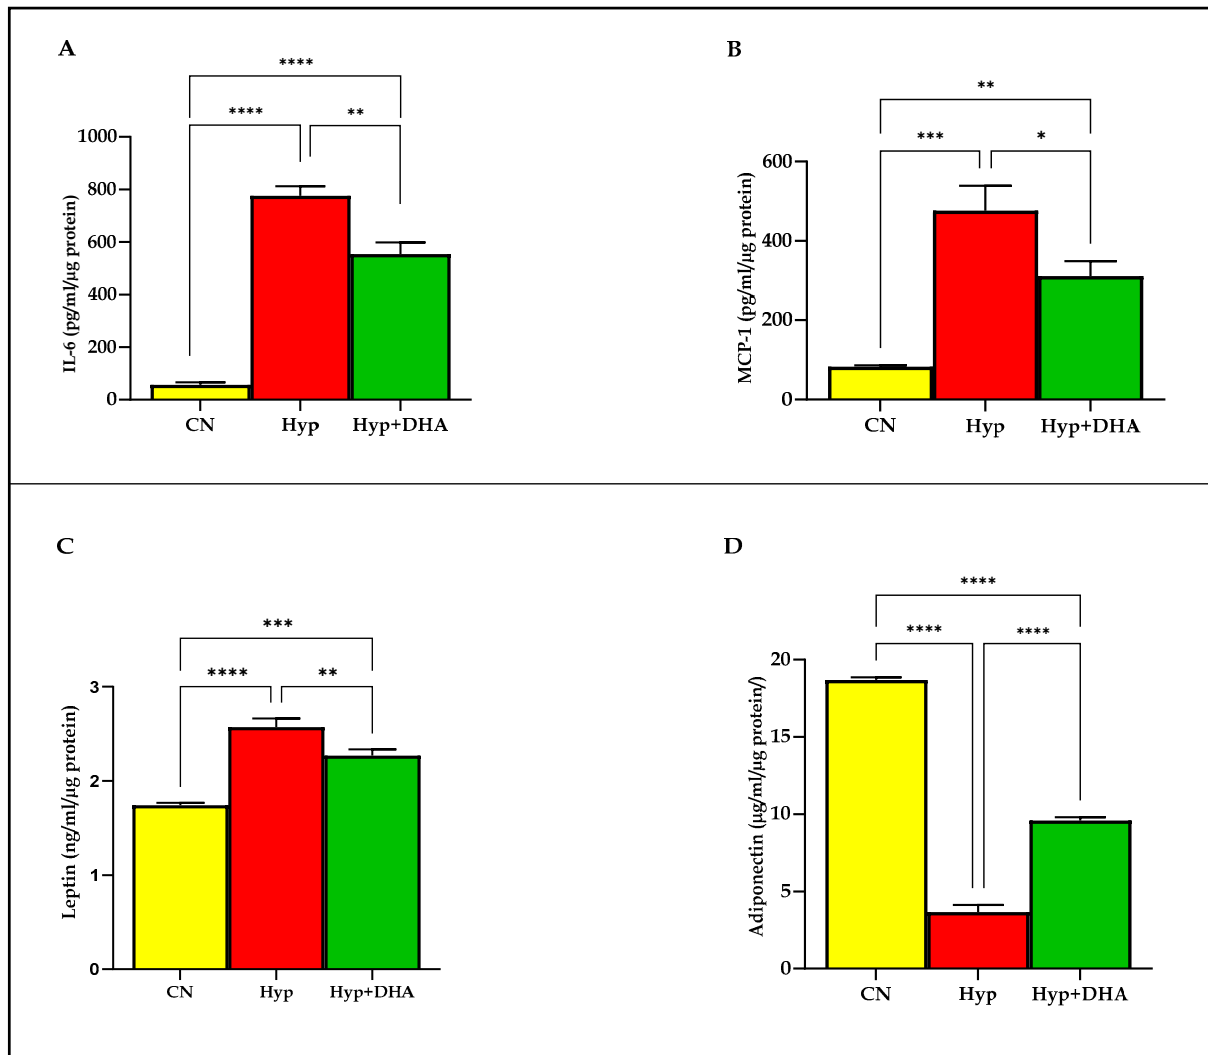 A
****
****
**
1000
800
600
400
200
0
IL-6 (pg/ml/µg protein)
CN
Hyp
Hyp+DHA
B
**
***
*
600
400
200
0
MCP-1 (pg/ml/µg protein)
CN
Hyp
Hyp+DHA
C
***
****
**
3
2
1
0
Leptin (ng/ml/µg protein)
CN
Hyp
Hyp+DHA
D
****
****
****
20
15
10
5
0
Adiponectin (µg/ml/µg protein/)
CN
Hyp
Hyp+DHA